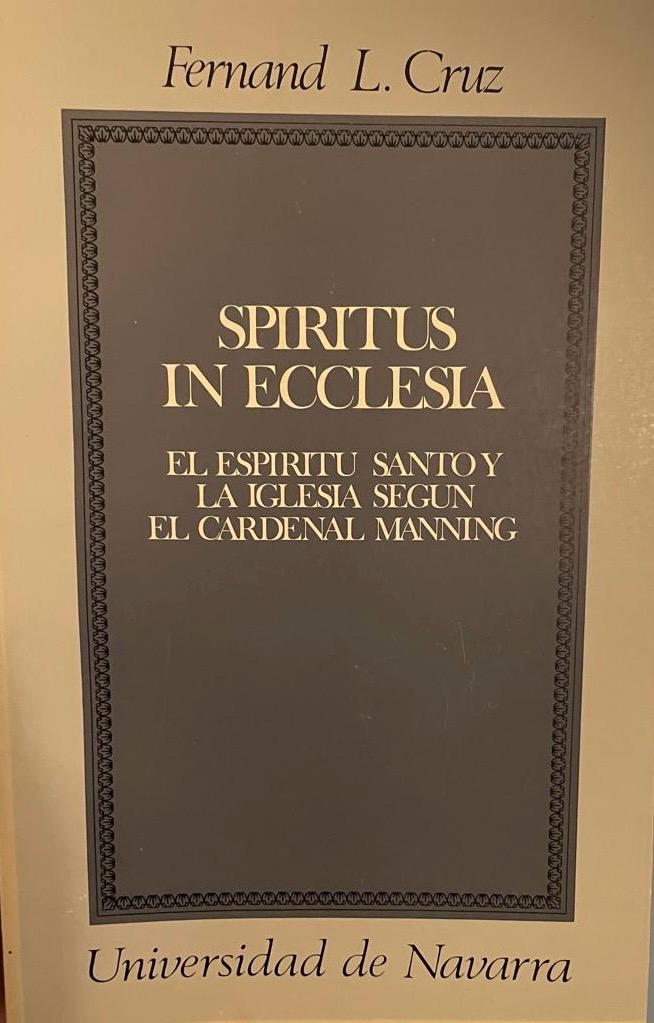 Fernand L. Cruz
SPIRITUS
IN ECCLESIA
EL ESPIRITU SANTO Y
LA IGLESIA SEGUN
EL CARDENAL MANNING
Universidad de Navarra